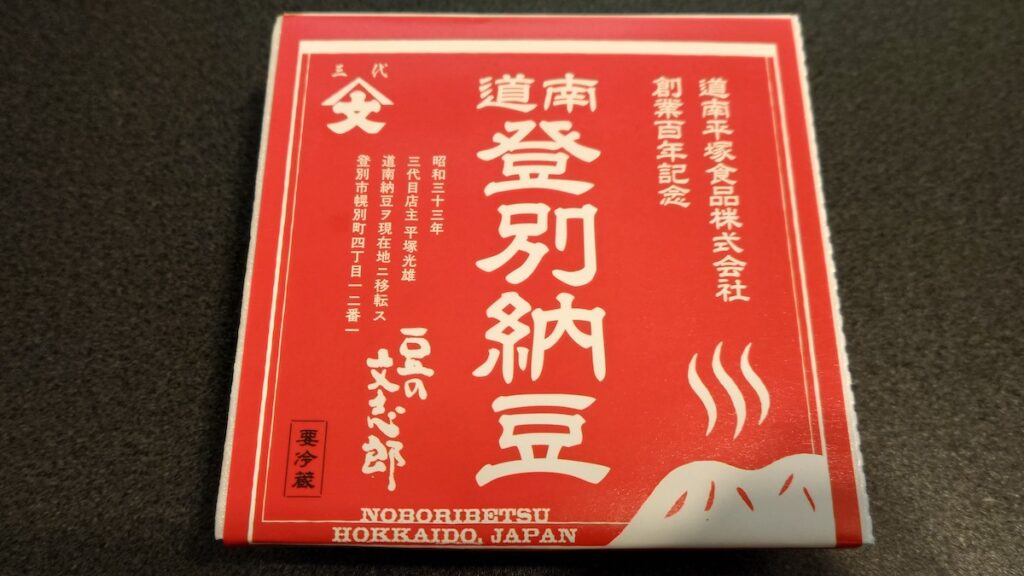 道南平塚食品株式会社
創業百年記念
道南
登別納豆
三代
文
昭和三十三年
三代目店主 平塚光雄
道南納豆ヲ現在地ニ移転ス
登別市幌別町四丁目一二番一
豆の
文志郎
要冷蔵
NOBORIBETSU
HOKKAIDO, JAPAN